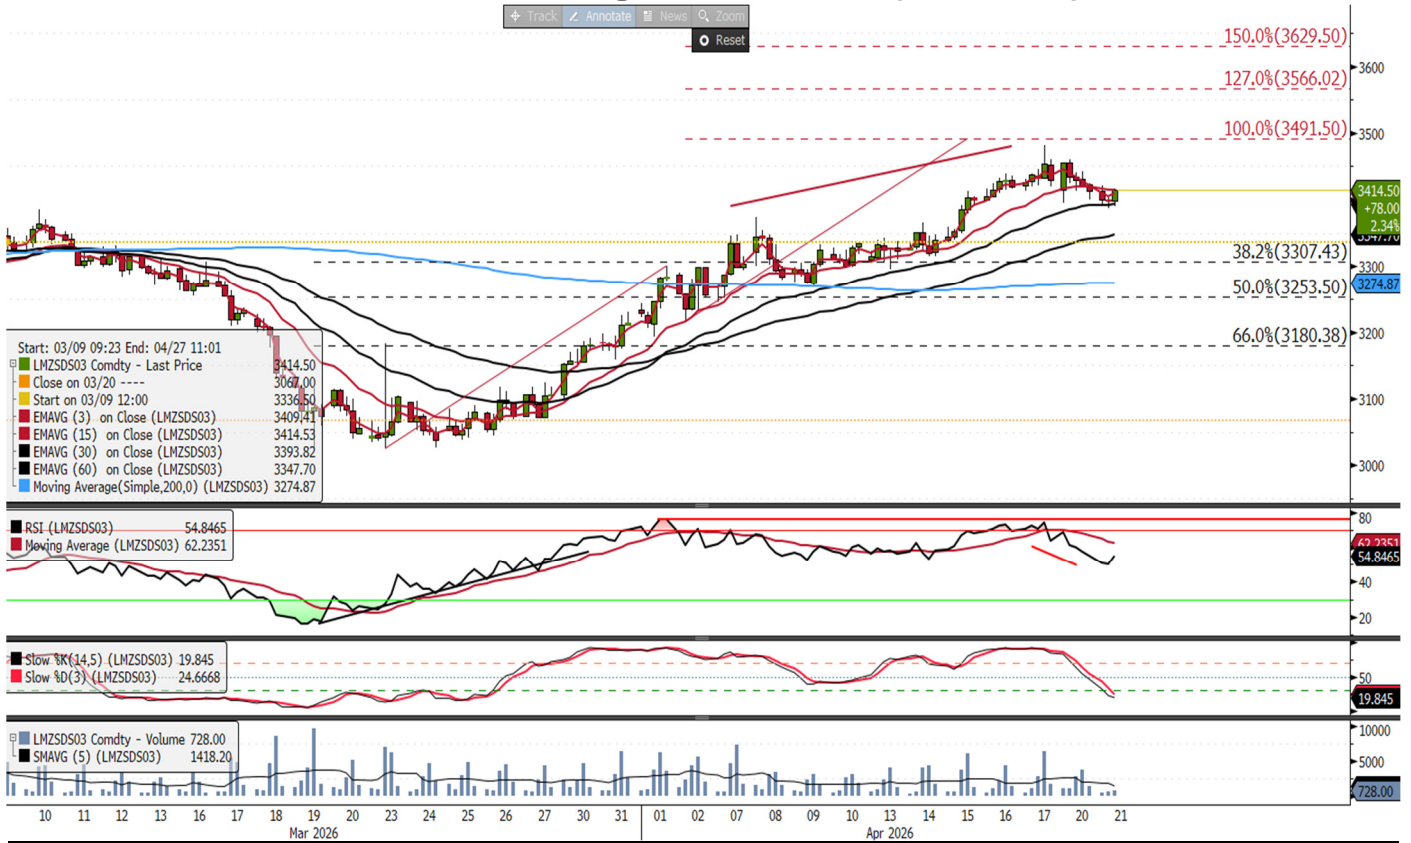 Track
Annotate
News
Zoom
Reset
150.0%(3629.50)
127.0%(3566.02)
100.0%(3491.50)
38.2%(3307.43)
50.0%(3253.50)
66.0%(3180.38)
3600
3500
3414.50
+78.00
2.34%
3347.70
3300
3274.87
3200
3100
3000
Start: 03/09 09:23 End: 04/27 11:01
LMZSDS03 Comdty - Last Price 3414.50
Close on 03/20 ---- 3067.00
Start on 03/09 12:00 3336.50
EMAVG (3) on Close (LMZSDS03) 3409.41
EMAVG (15) on Close (LMZSDS03) 3414.53
EMAVG (30) on Close (LMZSDS03) 3393.82
EMAVG (60) on Close (LMZSDS03) 3347.70
Moving Average(Simple,200,0) (LMZSDS03) 3274.87
RSI (LMZSDS03) 54.8465
Moving Average (LMZSDS03) 62.2351
80
62.2351
54.8465
40
20
Slow %K(14,5) (LMZSDS03) 19.845
Slow %D(3) (LMZSDS03) 24.6668
50
19.845
LMZSDS03 Comdty - Volume 728.00
SMAVG (5) (LMZSDS03) 1418.20
10000
5000
728.00
10 11 12 13 16 17 18 19 20 23 24 25 26 27 30 31 01 02 07 08 09 10 13 14 15 16 17 20 21
Mar 2026
Apr 2026